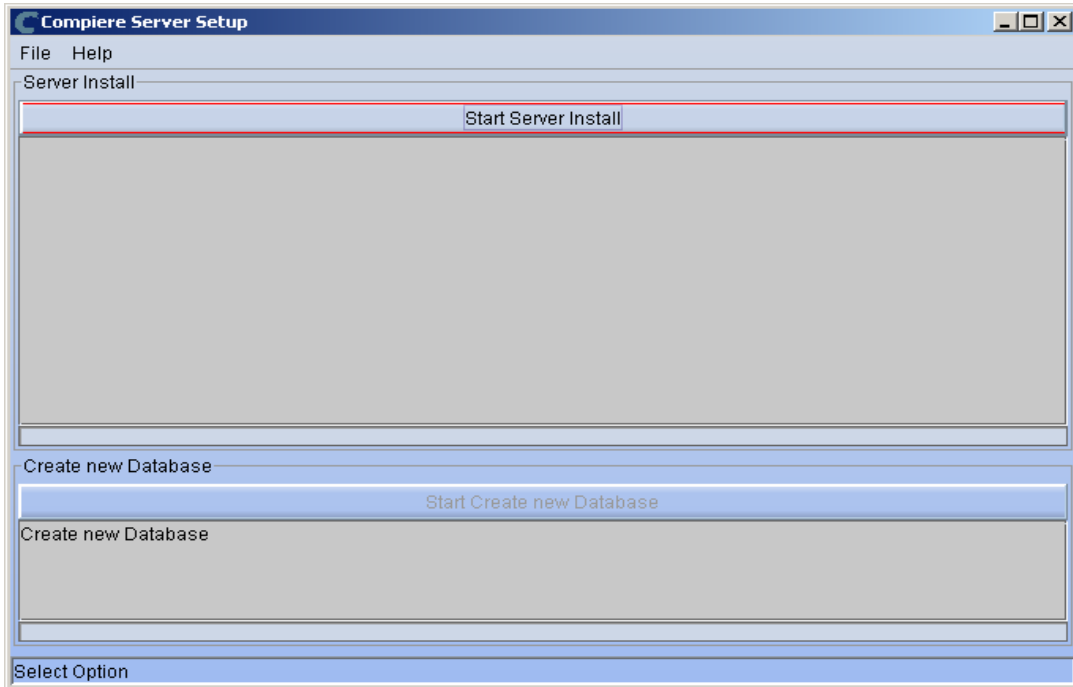 Compiere Server Setup
File Help
Server Install
Start Server Install
Create new Database
Start Create new Database
Create new Database
Select Option